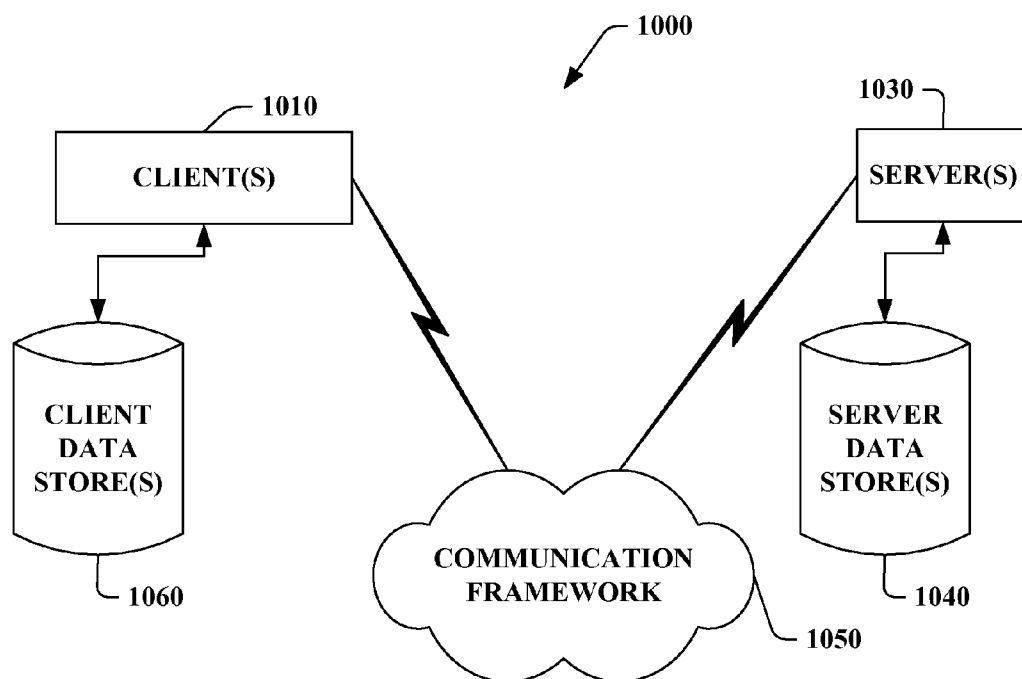 1000
1010
1030
CLIENT(S)
SERVER(S)
CLIENT
DATA
STORE(S)
SERVER
DATA
STORE(S)
COMMUNICATION
FRAMEWORK
1060
1040
1050